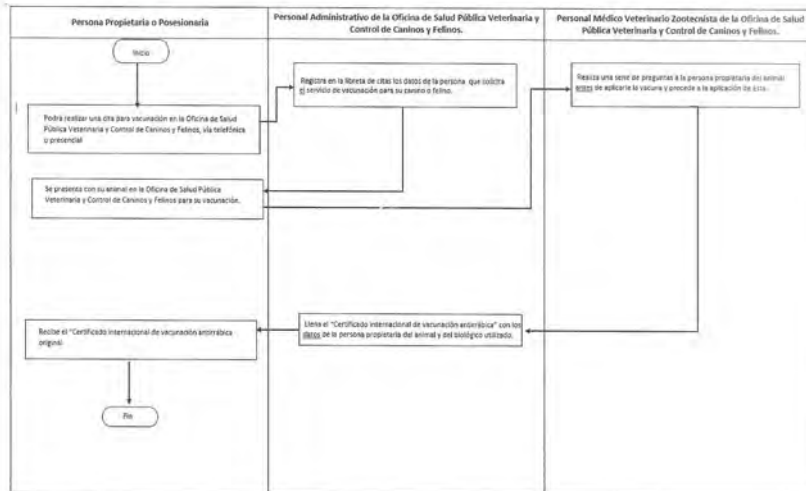 Persona Propietaria o Posesionaria
Personal Administrativo de la Oficina de Salud Pública Veterinaria y
Control de Caninos y Felinos.
Personal Médico Veterinario Zootecnista de la Oficina de Salud
Pública Veterinaria y Control de Caninos y Felinos.
Inicio
Podrá realizar una cita para vacunación en la Oficina de Salud
Pública Veterinaria y Control de Caninos y Felinos, vía telefónica
o presencial
Registra en la libreta de citas los datos de la persona que solicita
el servicio de vacunación para su canino o felino.
Realiza una serie de preguntas a la persona propietaria del animal
antes de aplicarle la vacuna y procede a la aplicación de ésta.
Se presenta con su animal en la Oficina de Salud Pública
Veterinaria y Control de Caninos y Felinos para su vacunación.
Llena el "Certificado internacional de vacunación antirrábica" con los
datos de la persona propietaria del animal y del biológico utilizado.
Recibe el "Certificado internacional de vacunación antirrábica
original
Fin